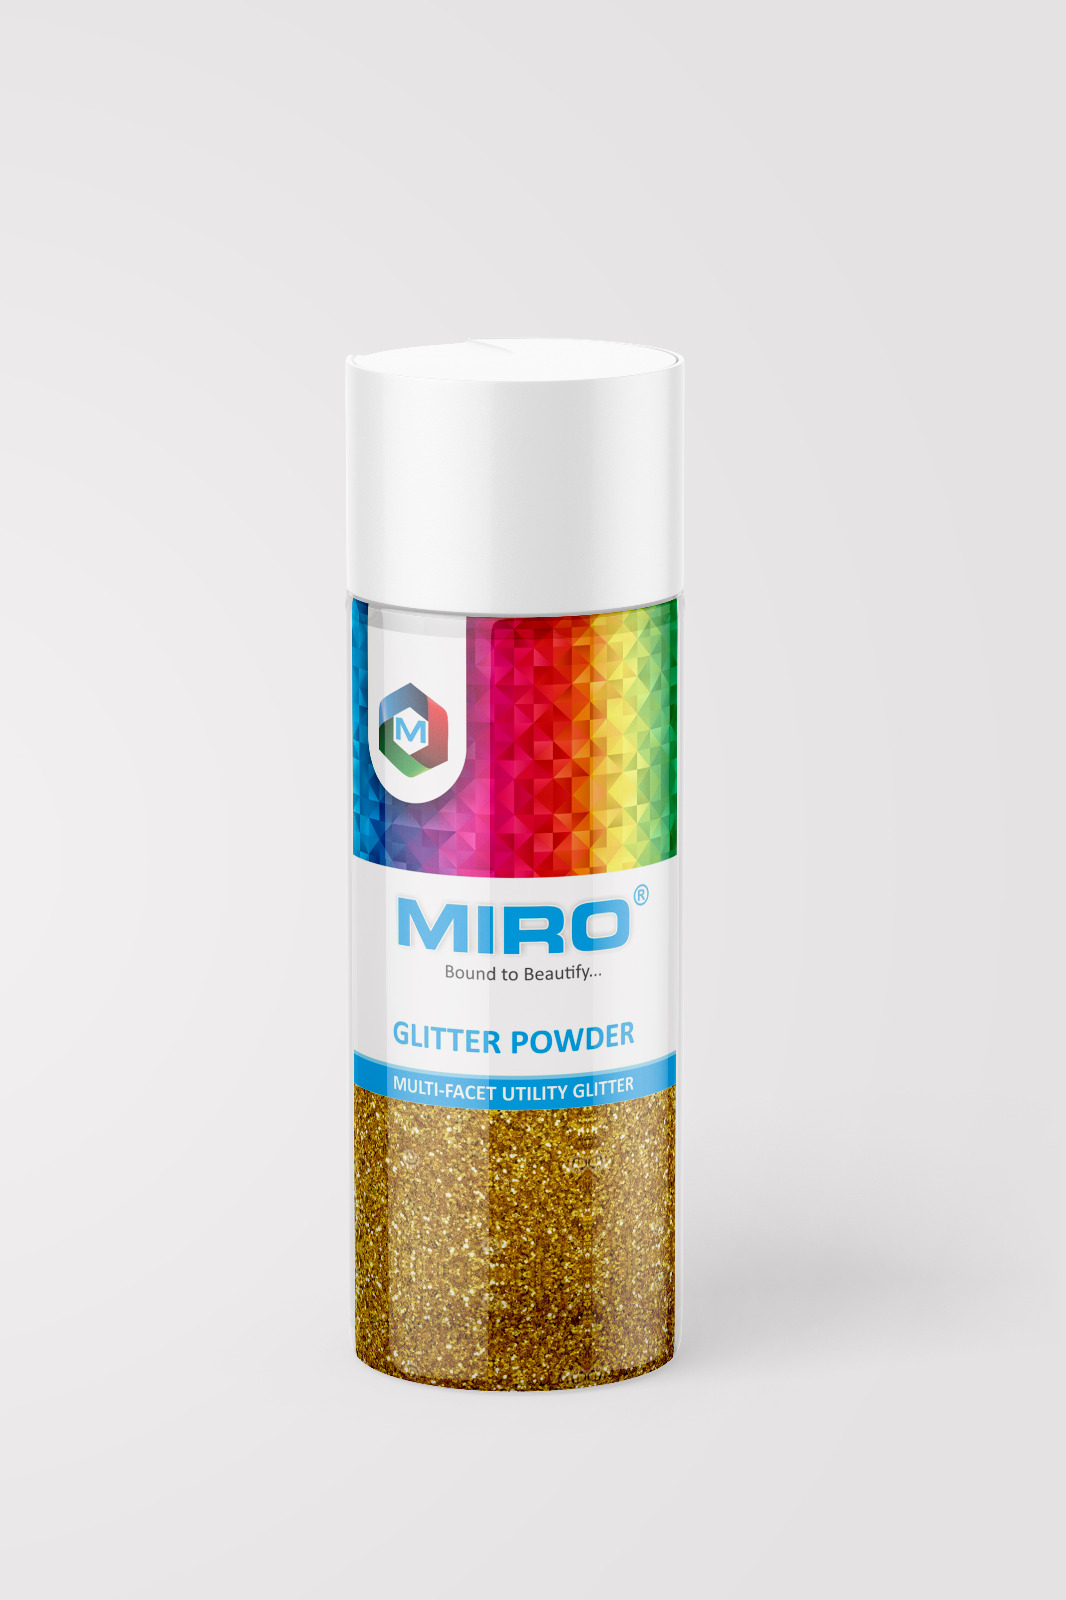 M
MIRO®
Bound to Beautify...
GLITTER POWDER
MULTI-FACET UTILITY GLITTER